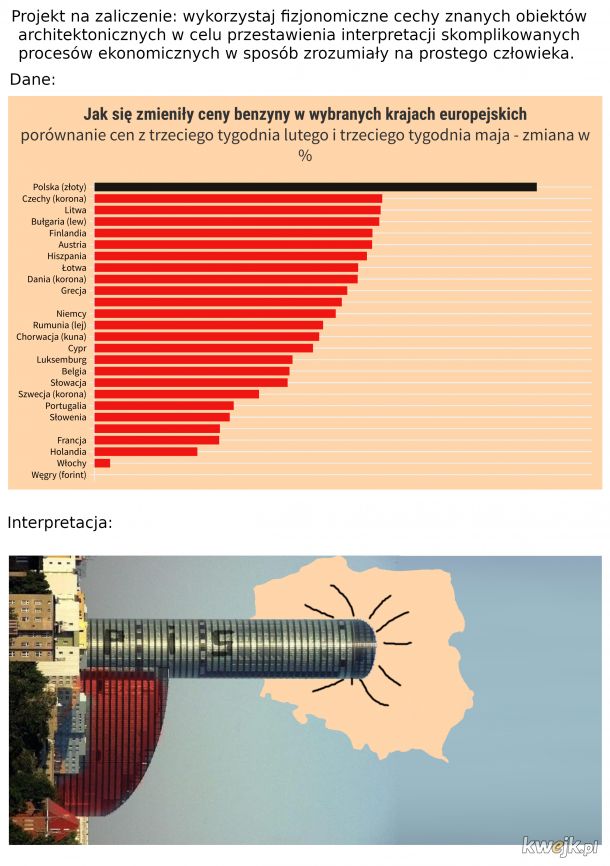 Projekt na zaliczenie: wykorzystaj fizjonomiczne cechy znanych obiektów
architektonicznych w celu przestawienia interpretacji skomplikowanych
procesów ekonomicznych w sposób zrozumiały na prostego człowieka.
Dane:
Jak się zmieniły ceny benzyny w wybranych krajach europejskich
porównanie cen z trzeciego tygodnia lutego i trzeciego tygodnia maja - zmiana w
%
Polska (złoty)
Czechy (korona)
Litwa
Bułgaria (lew)
Finlandia
Austria
Hiszpania
Łotwa
Dania (korona)
Grecja
Niemcy
Rumunia (lej)
Chorwacja (kuna)
Cypr
Luksemburg
Belgia
Słowacja
Szwecja (korona)
Portugalia
Słowenia
Francja
Holandia
Włochy
Węgry (forint)
Interpretacja:
PiS
kwejk.pl